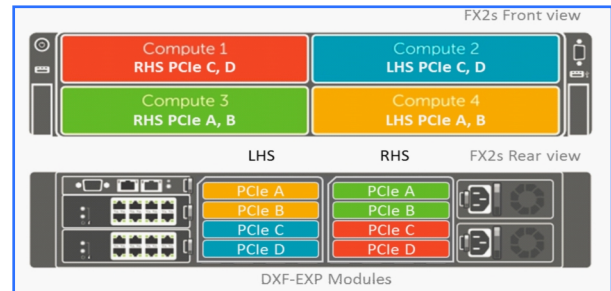 FX2s Front view
Compute 1
RHS PCIe C, D
Compute 2
LHS PCIe C, D
Compute 3
RHS PCIe A, B
Compute 4
LHS PCIe A, B
LHS
RHS
FX2s Rear view
PCIe A
PCIe A
PCIe B
PCIe B
PCIe C
PCIe C
PCIe D
PCIe D
DXF-EXP Modules